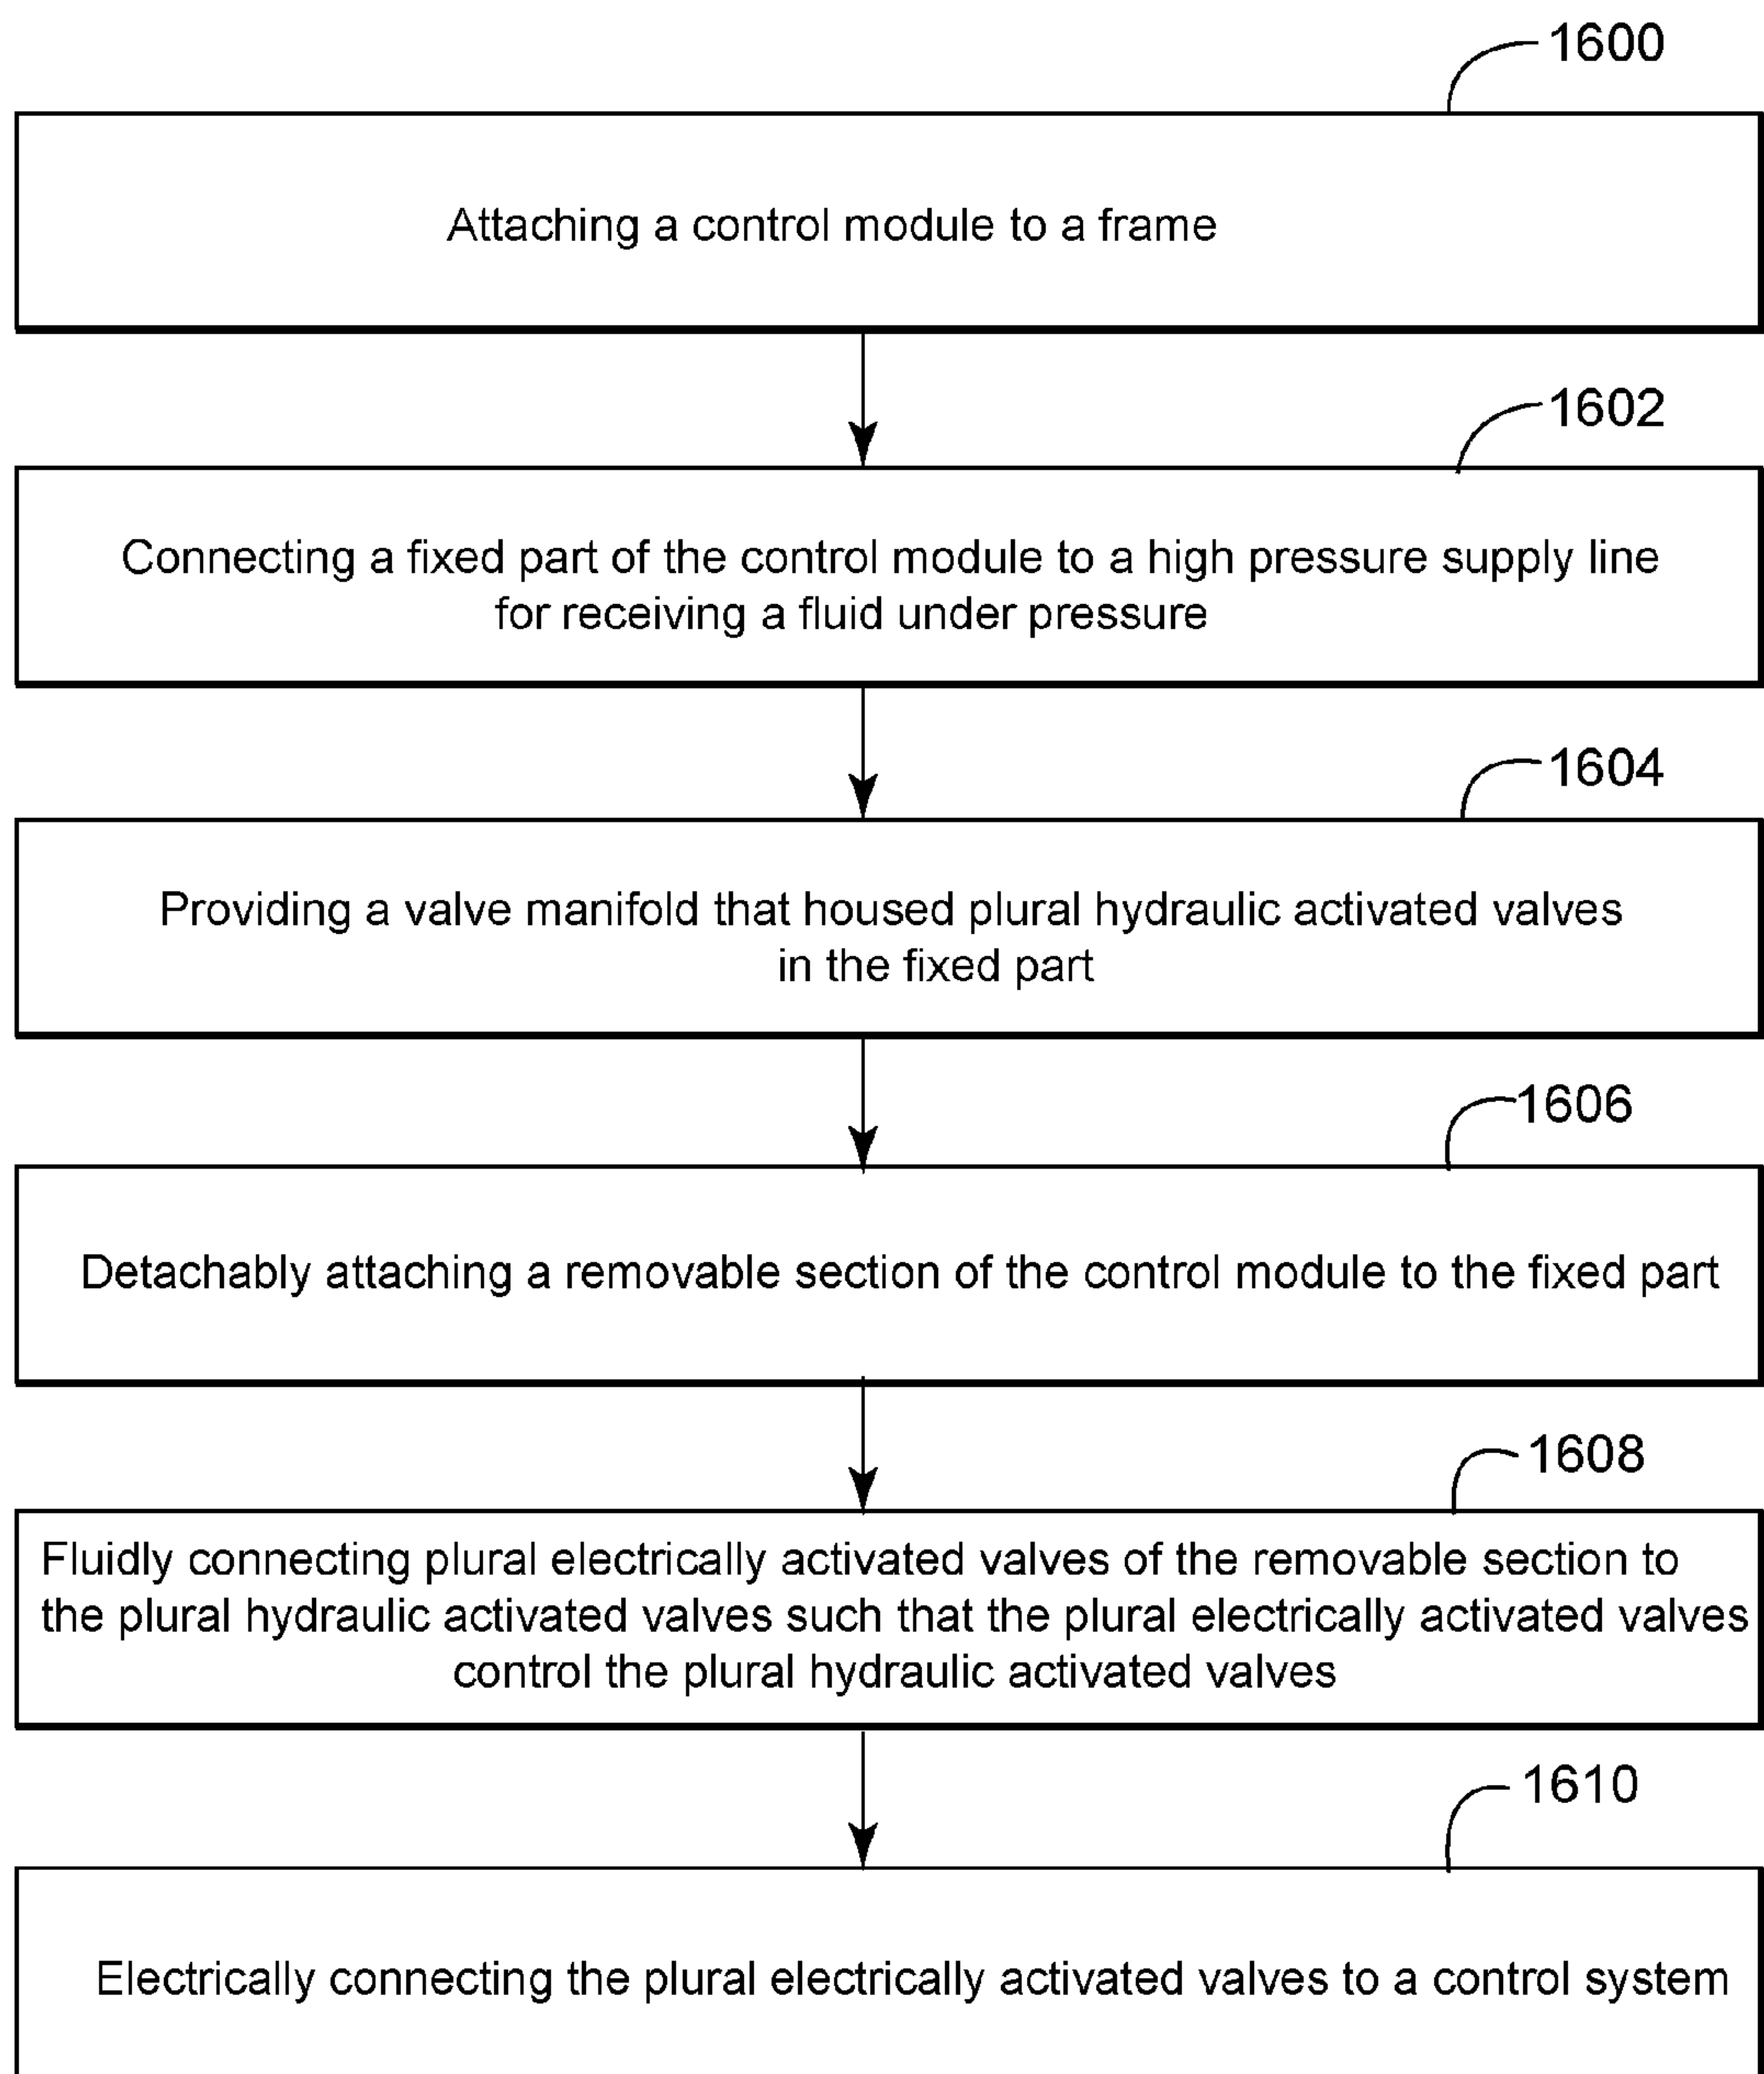 1600
Attaching a control module to a frame
1602
Connecting a fixed part of the control module to a high pressure supply line
for receiving a fluid under pressure
1604
Providing a valve manifold that housed plural hydraulic activated valves
in the fixed part
1606
Detachably attaching a removable section of the control module to the fixed part
1608
Fluidly connecting plural electrically activated valves of the removable section to
the plural hydraulic activated valves such that the plural electrically activated valves
control the plural hydraulic activated valves
1610
Electrically connecting the plural electrically activated valves to a control system